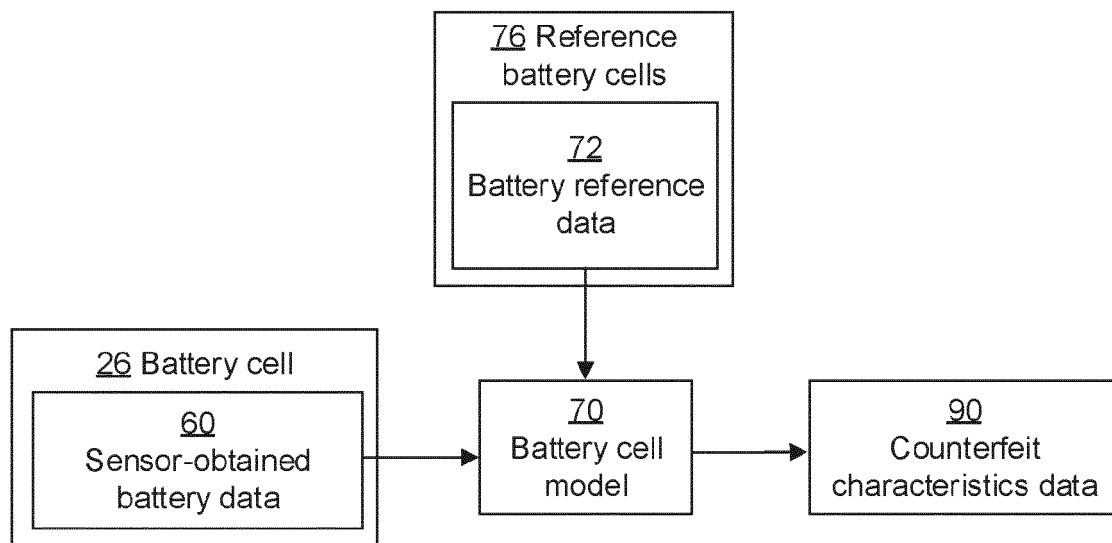 76 Reference
battery cells
72
Battery reference
data
26 Battery cell
60
Sensor-obtained
battery data
70
Battery cell
model
90
Counterfeit
characteristics data